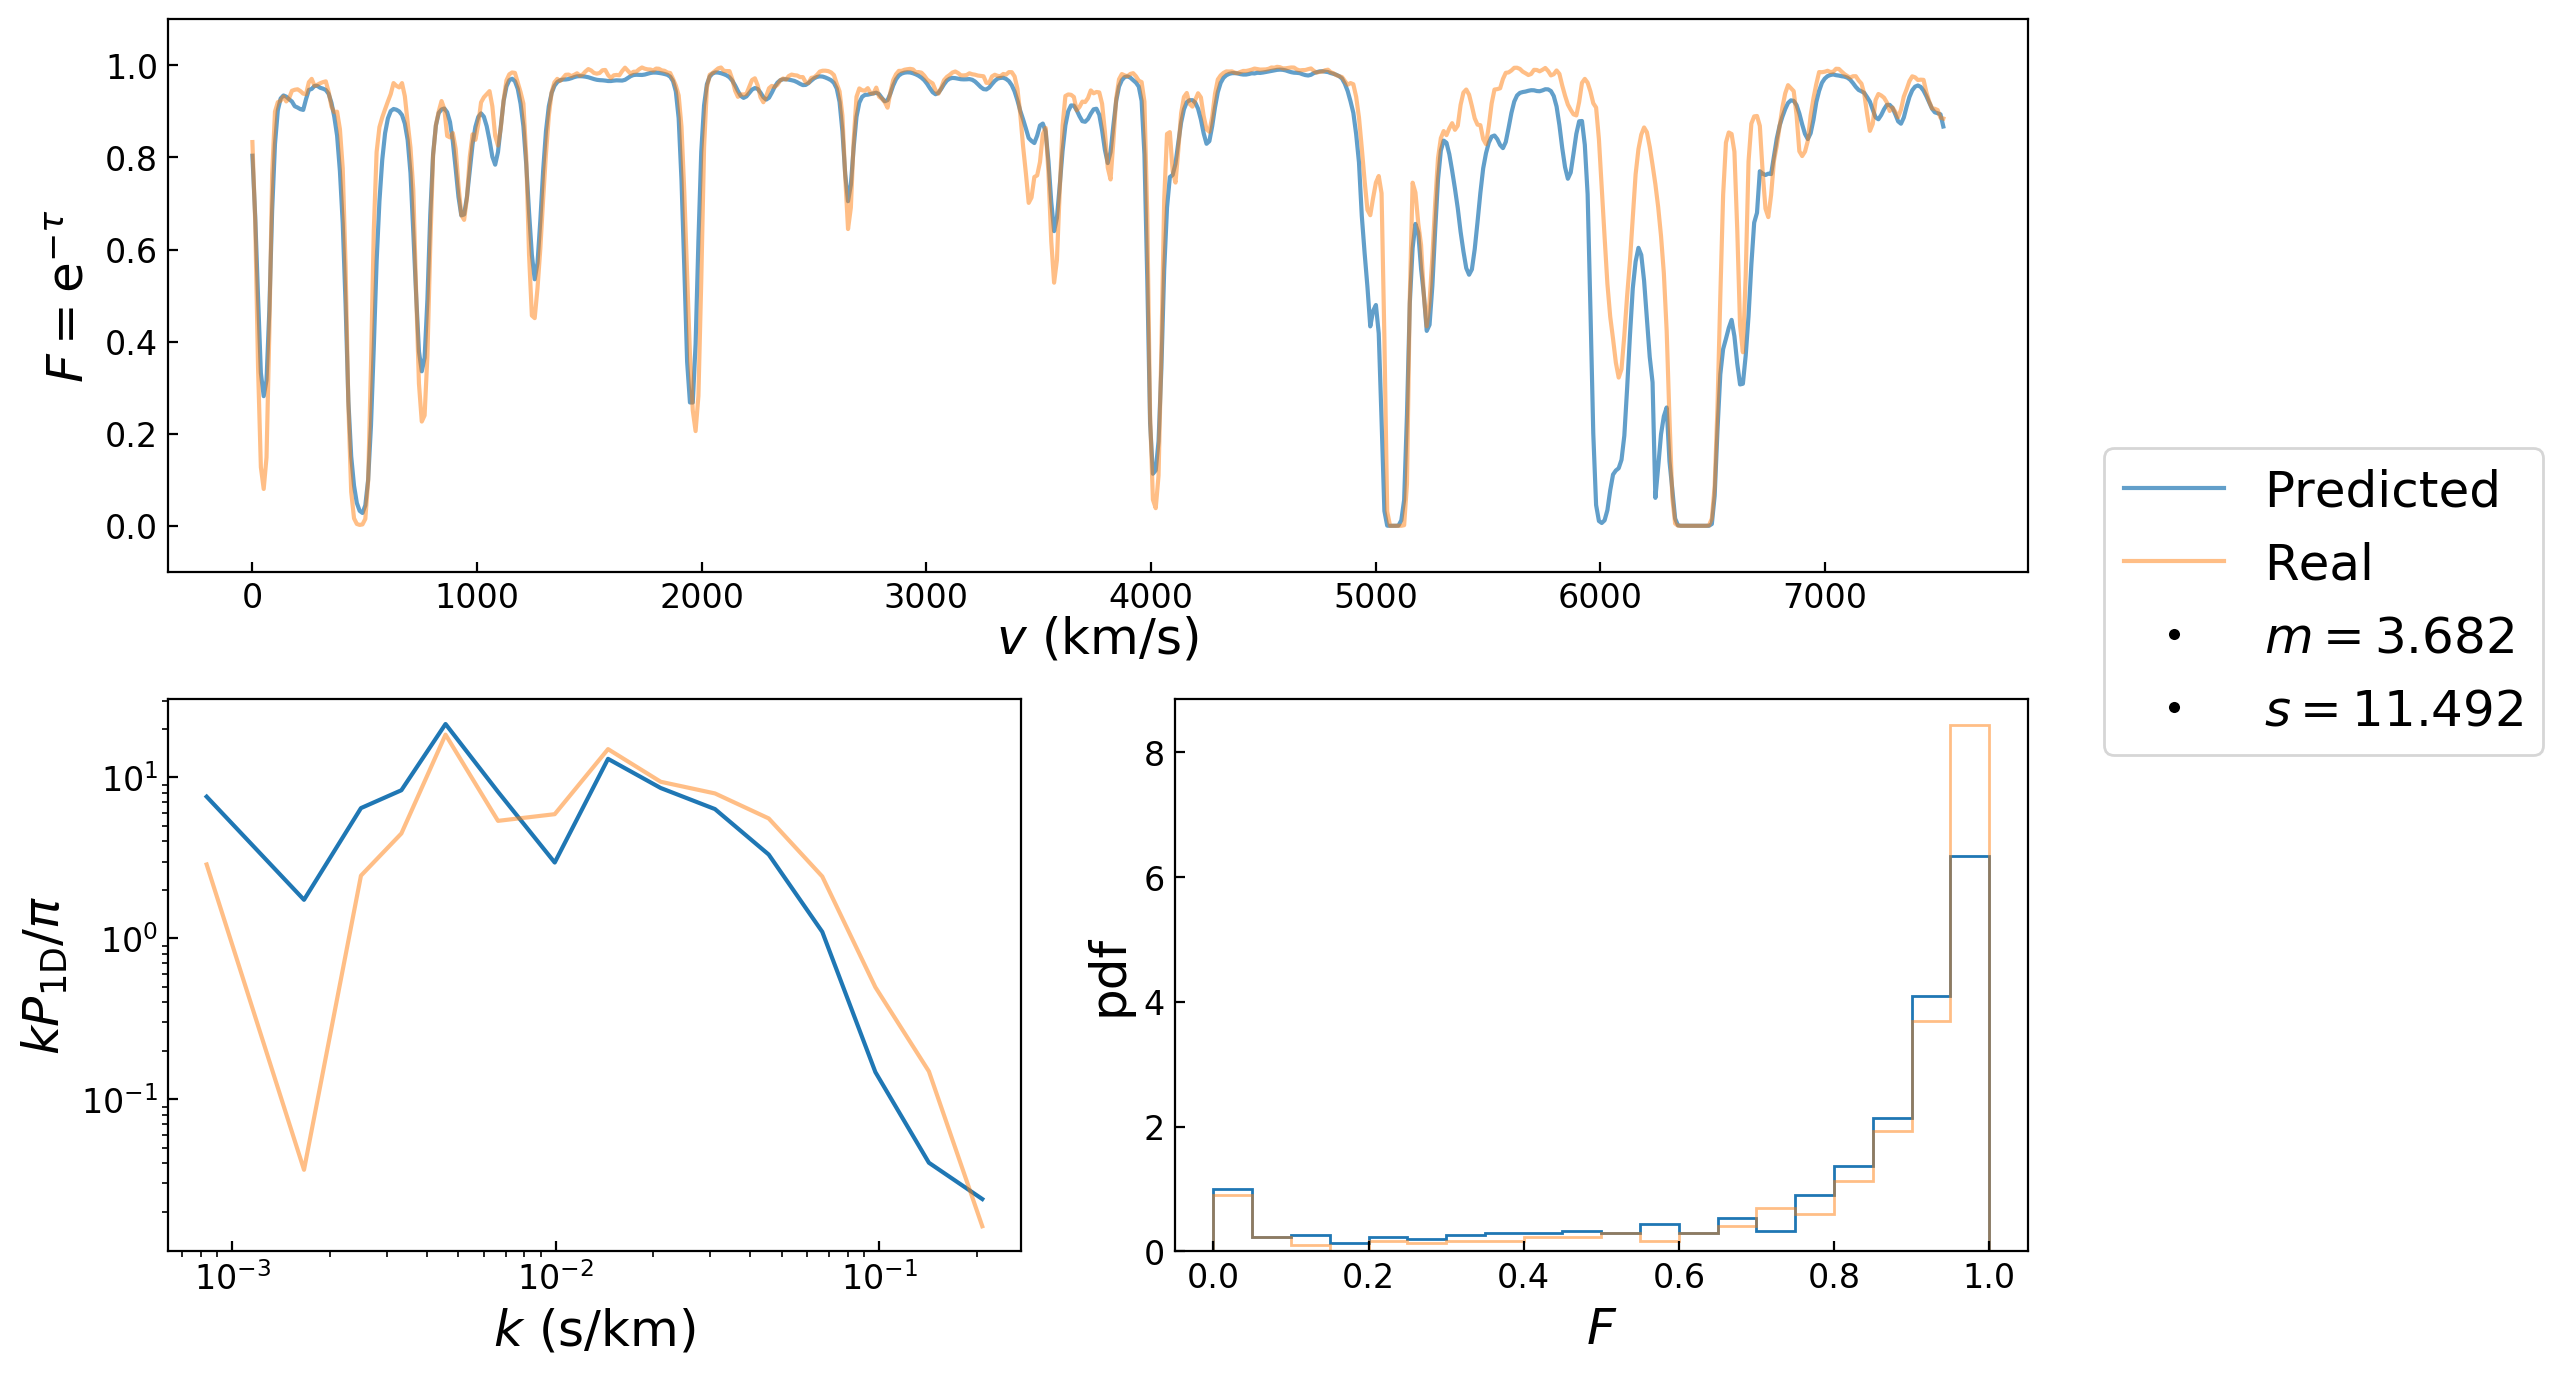 1.0
0.8
0.6
0.4
0.2
0.0
F = e^{-τ}
0 1000 2000 3000 4000 5000 6000 7000
v (km/s)
Predicted
Real
m = 3.682
s = 11.492
10^1
10^0
10^{-1}
kP_{1D}/π
10^{-3} 10^{-2} 10^{-1}
k (s/km)
8
6
4
2
0
pdf
0.0 0.2 0.4 0.6 0.8 1.0
F